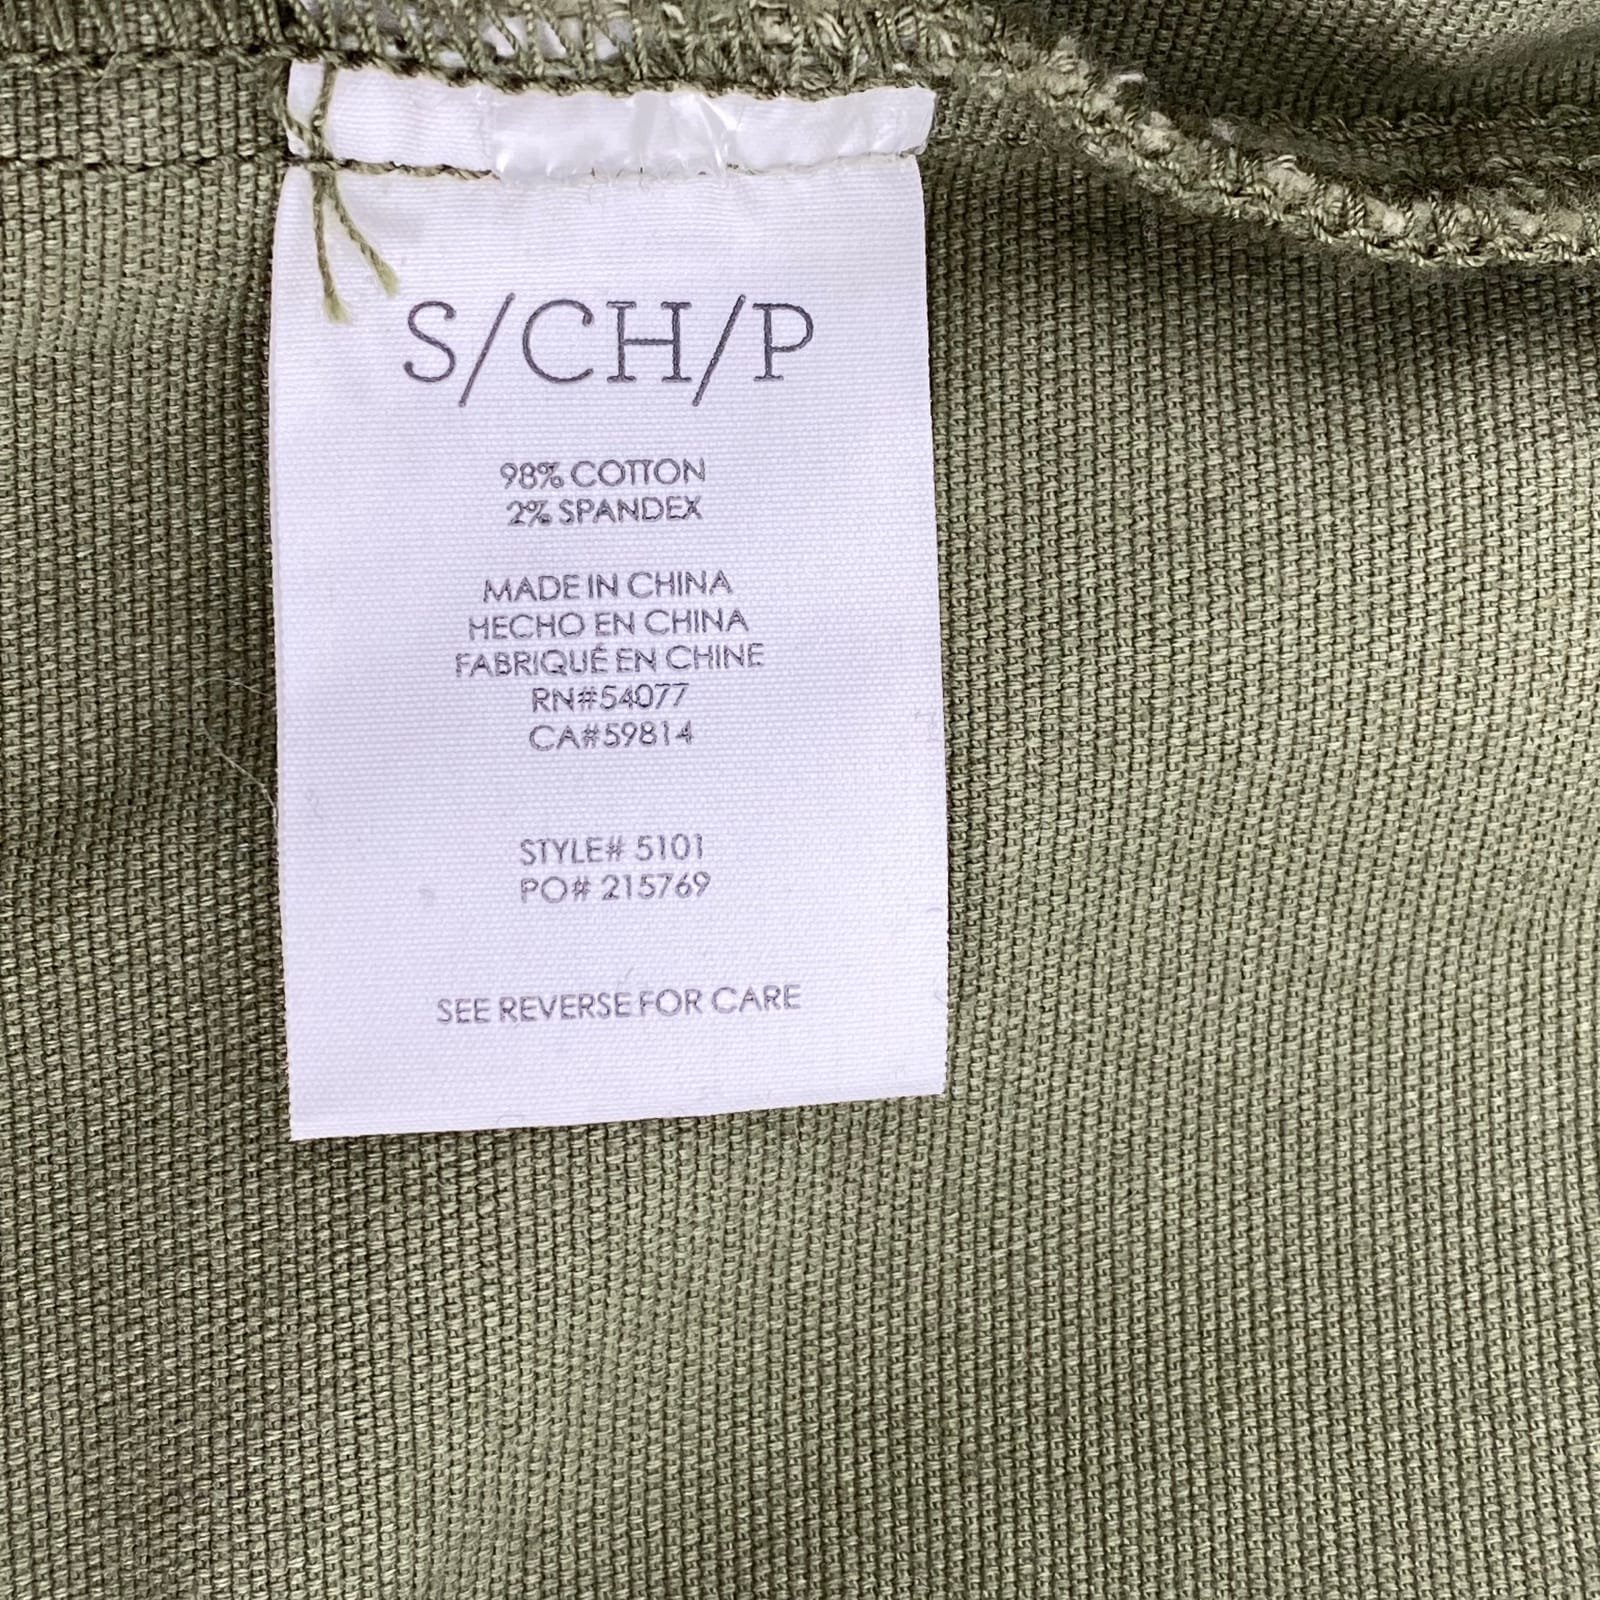 S/CH/P
98% COTTON
2% SPANDEX
MADE IN CHINA
HECHO EN CHINA
FABRIQUÉ EN CHINE
RN#54077
CA#59814
STYLE# 5101
PO# 215769
SEE REVERSE FOR CARE